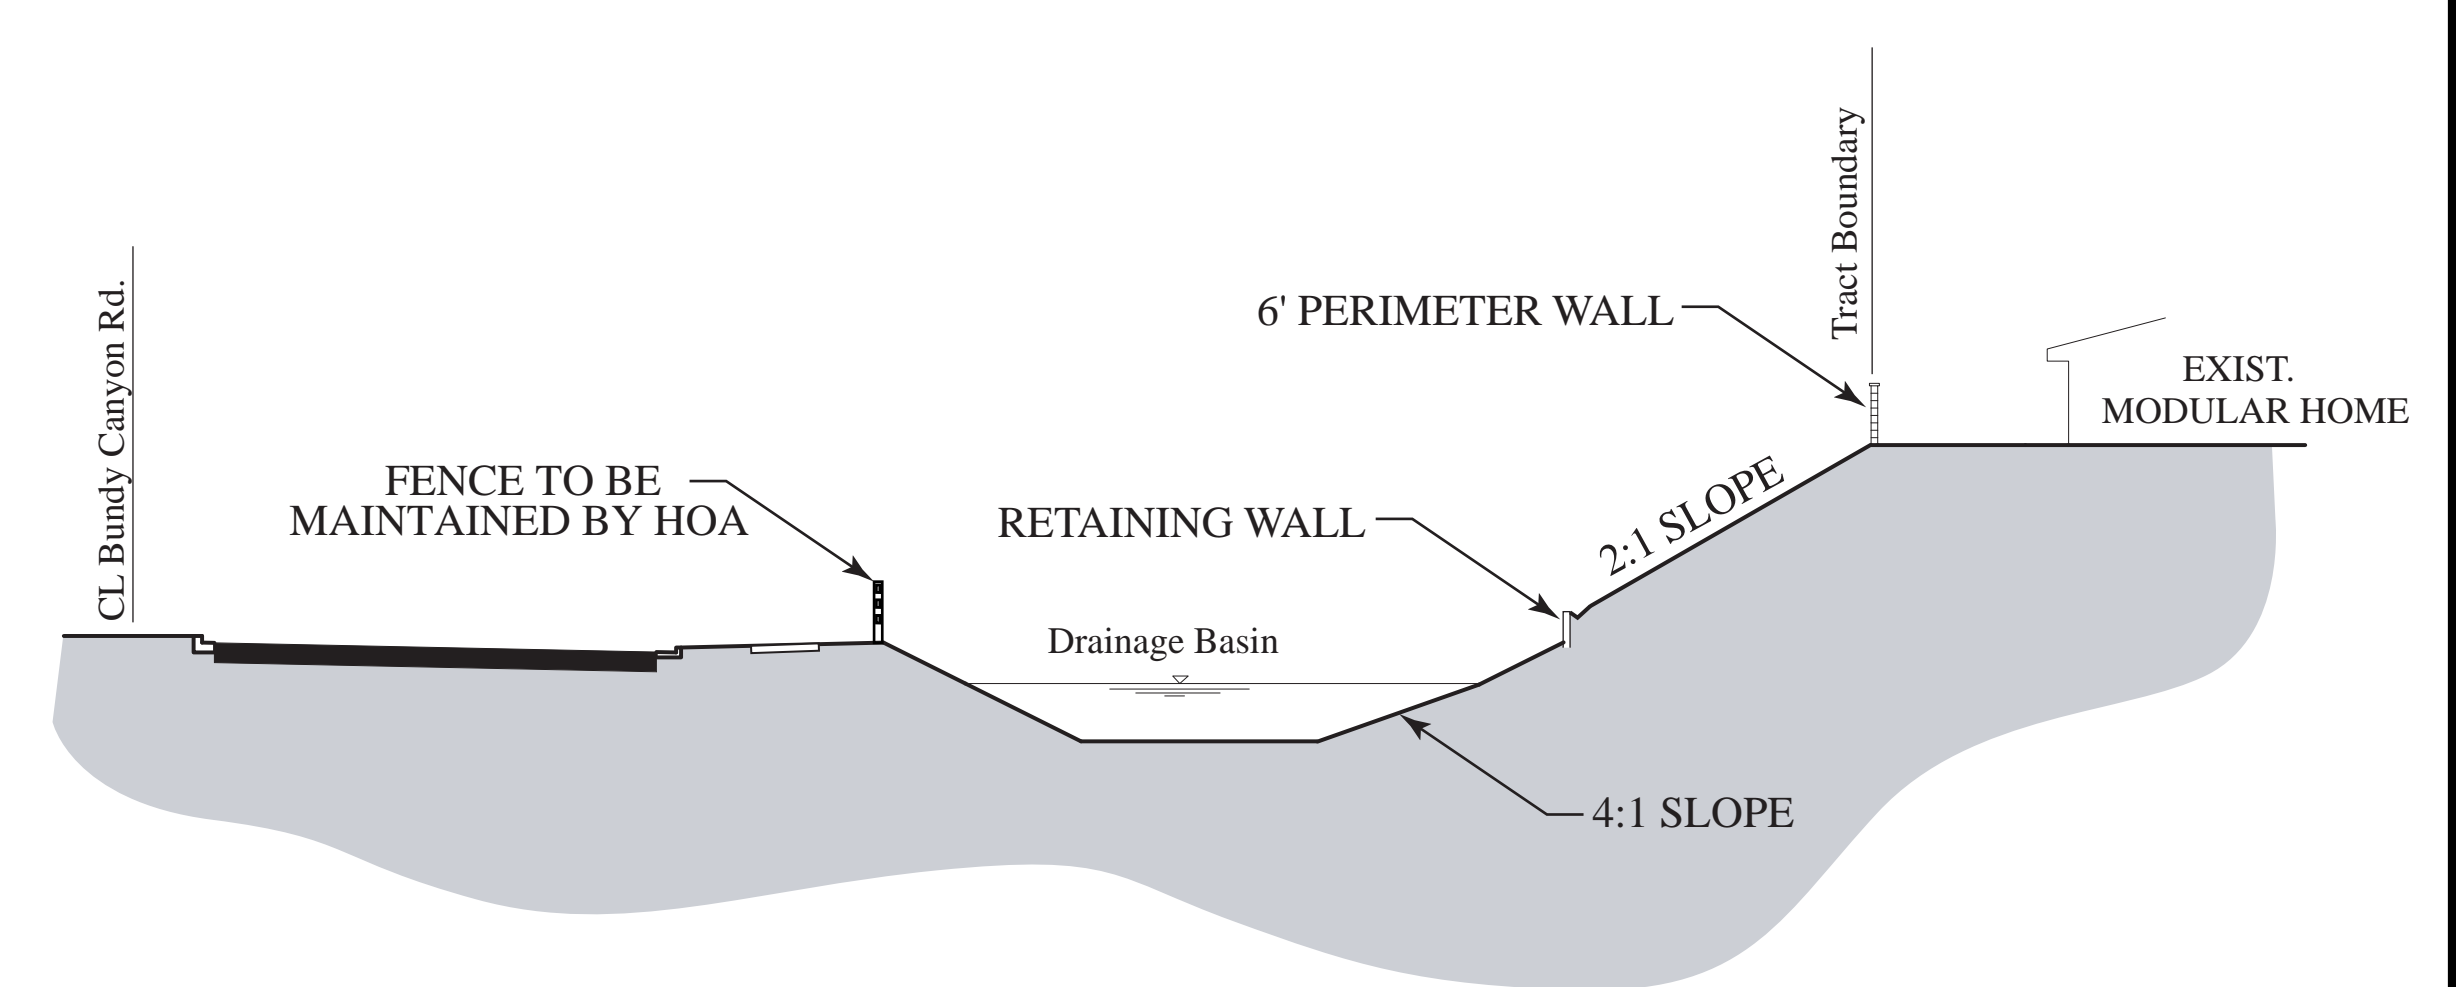 CL Bundy Canyon Rd.
FENCE TO BE
MAINTAINED BY HOA
RETAINING WALL
Drainage Basin
6' PERIMETER WALL
Tract Boundary
EXIST.
MODULAR HOME
2:1 SLOPE
4:1 SLOPE